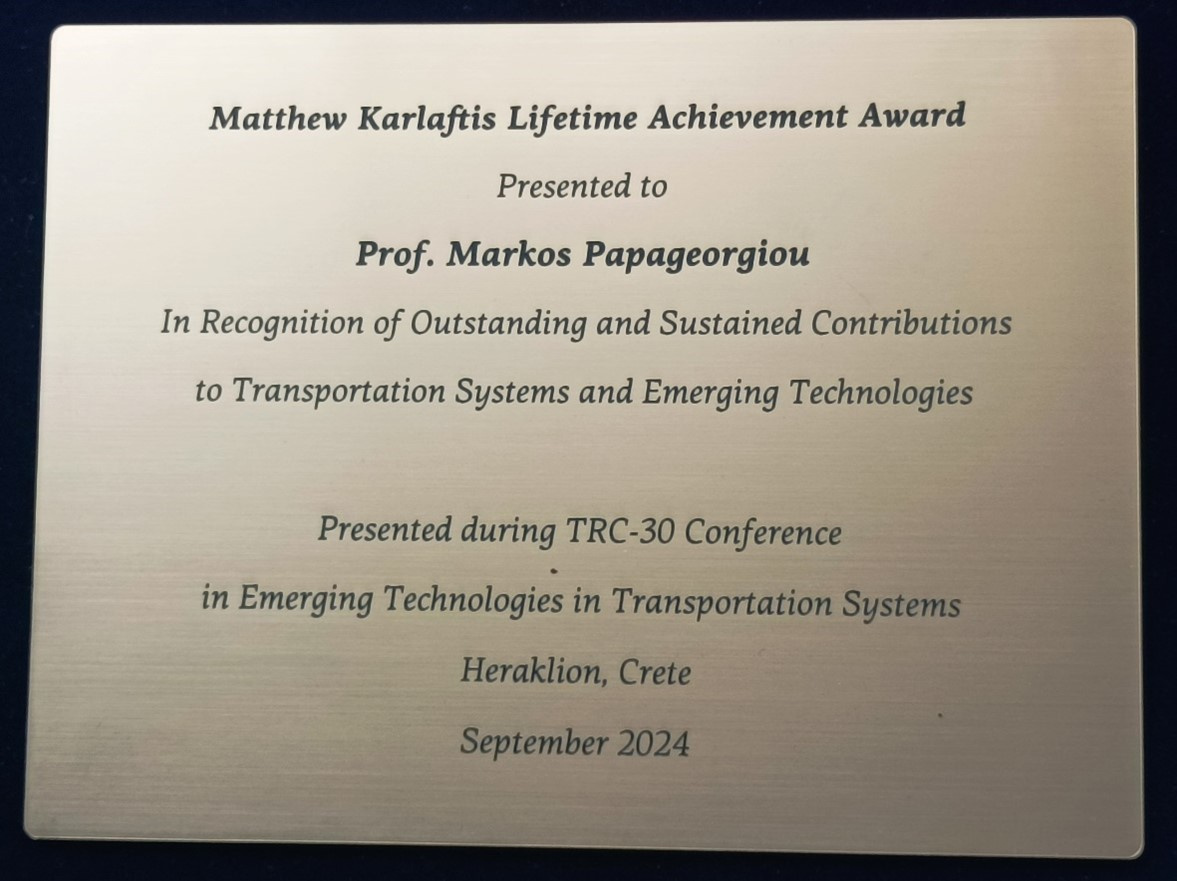 Matthew Karlaftis Lifetime Achievement Award
Presented to
Prof. Markos Papageorgiou
In Recognition of Outstanding and Sustained Contributions
to Transportation Systems and Emerging Technologies
Presented during TRC-30 Conference
in Emerging Technologies in Transportation Systems
Heraklion, Crete
September 2024